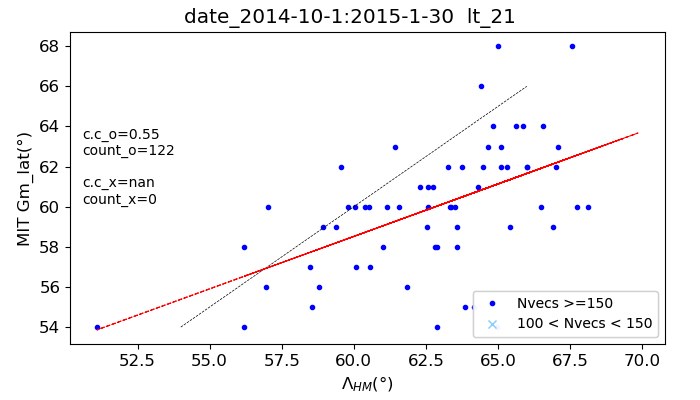 date_2014-10-1:2015-1-30  lt_21
68
66
64
62
60
58
56
54
MIT Gm_lat(°)
c.c_o=0.55
count_o=122
c.c_x=nan
count_x=0
Nvecs >=150
100 < Nvecs < 150
52.5 55.0 57.5 60.0 62.5 65.0 67.5 70.0
Λ_HM(°)